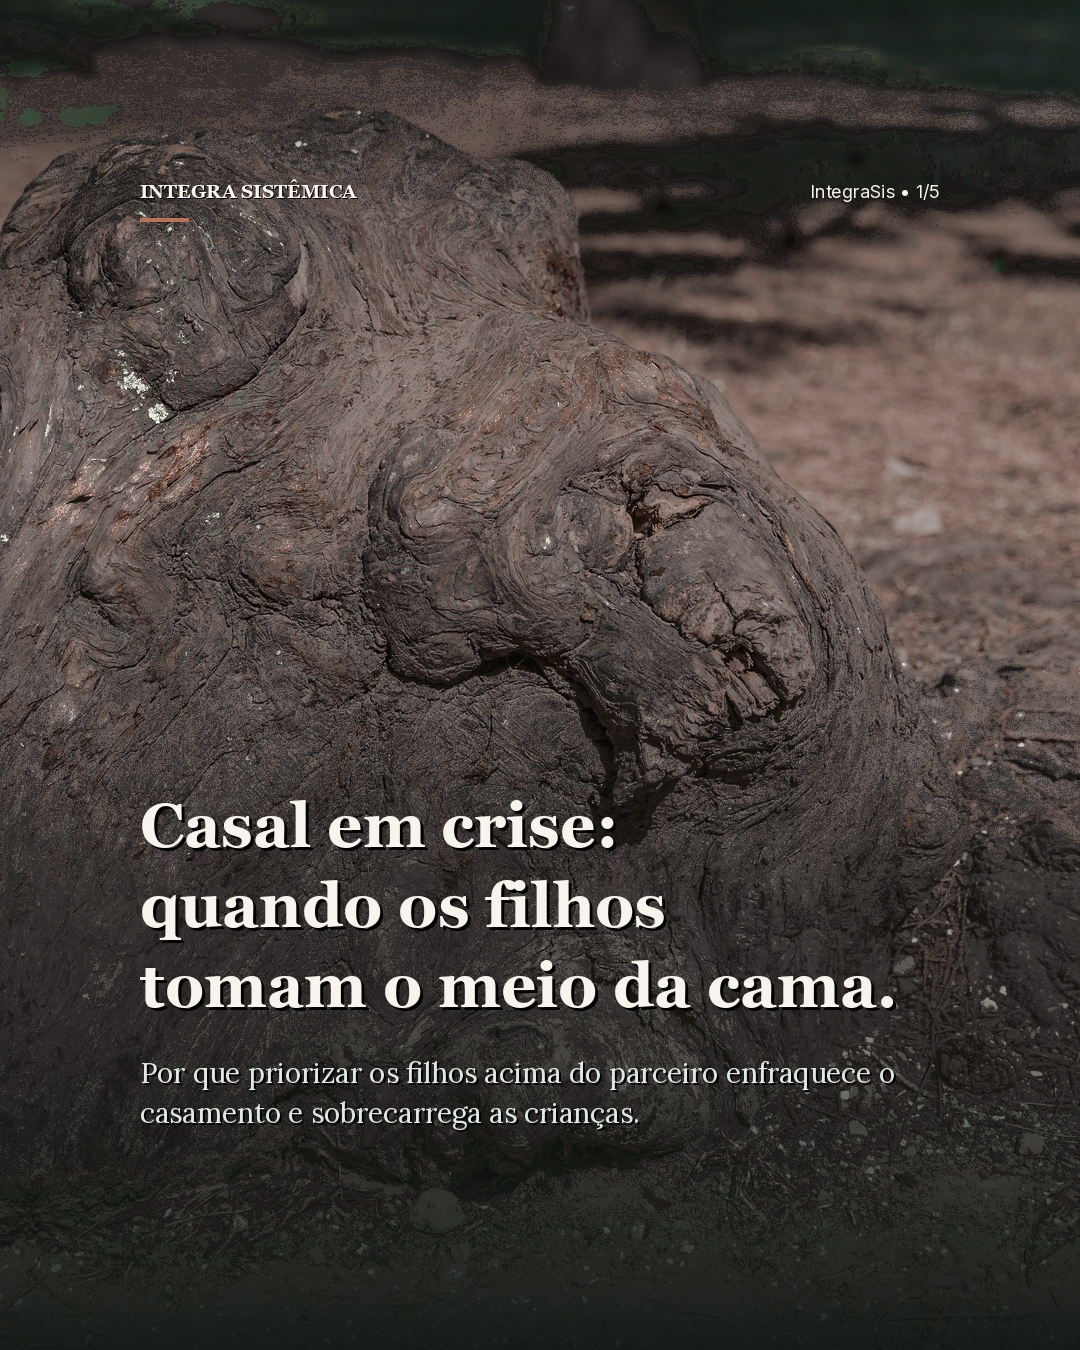 INTEGRA SISTÊMICA
IntegraSis • 1/5
Casal em crise:
quando os filhos
tomam o meio da cama.
Por que priorizar os filhos acima do parceiro enfraquece o
casamento e sobrecarrega as crianças.